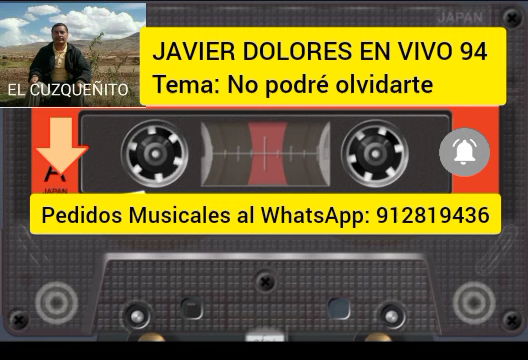 JAPAN
JAVIER DOLORES EN VIVO 94
Tema: No podré olvidarte
EL CUZQUEÑITO
A
JAPAN
Pedidos Musicales al WhatsApp: 912819436